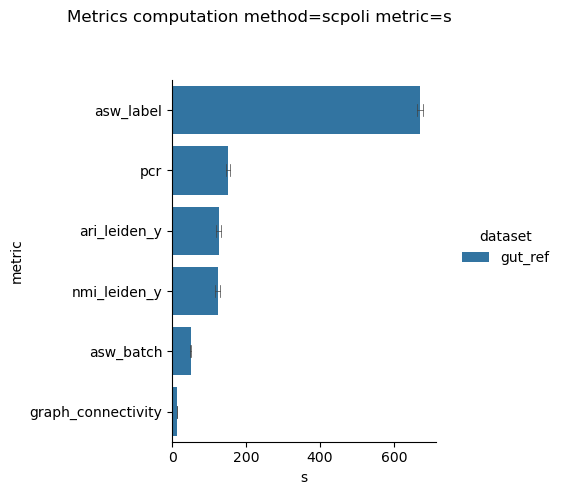 Metrics computation method=scpoli metric=s
asw_label
pcr
ari_leiden_y
nmi_leiden_y
asw_batch
graph_connectivity
metric
0 200 400 600
s
dataset
gut_ref